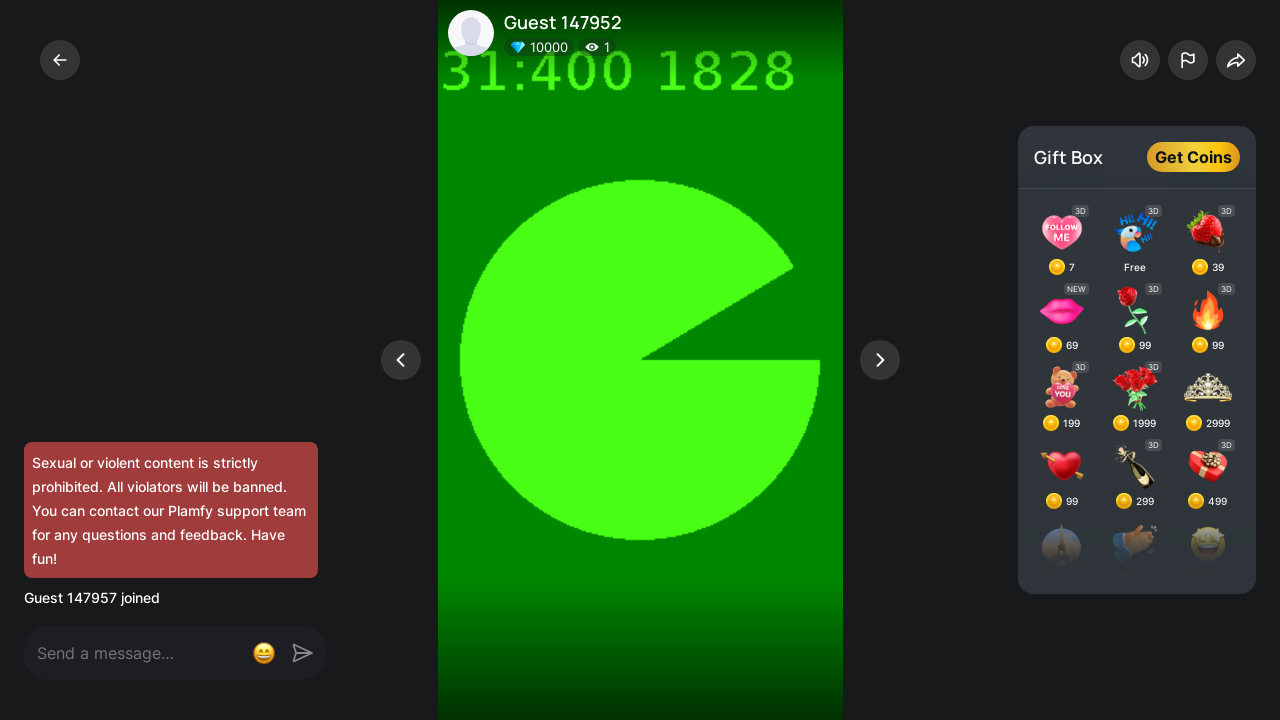 Guest 147952
10000 1
31:400 1828
Gift Box
Get Coins
3D 3D 3D
FOLLOW ME
Hi! Hi! Hi!
7 Free 39
NEW 3D 3D
69 99 99
3D 3D
LOVE YOU
199 1999 2999
3D 3D
99 299 499
Sexual or violent content is strictly
prohibited. All violators will be banned.
You can contact our Plamfy support team
for any questions and feedback. Have
fun!
Guest 147957 joined
Send a message...